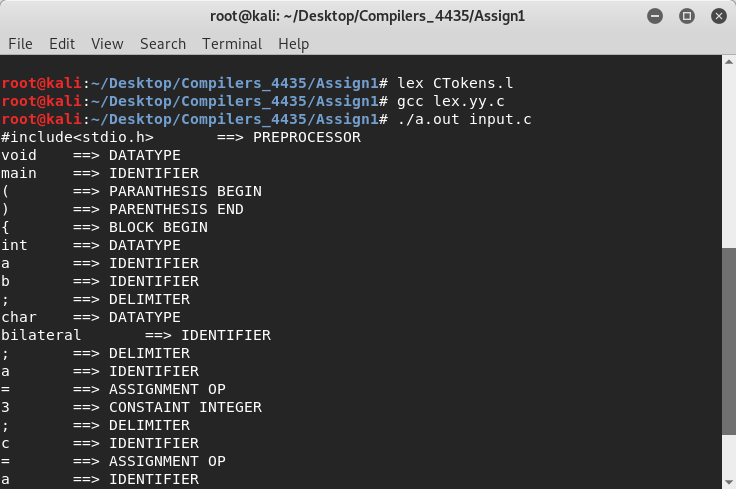 root@kali: ~/Desktop/Compilers_4435/Assign1
File Edit View Search Terminal Help
root@kali:~/Desktop/Compilers_4435/Assign1# lex CTokens.l
root@kali:~/Desktop/Compilers_4435/Assign1# gcc lex.yy.c
root@kali:~/Desktop/Compilers_4435/Assign1# ./a.out input.c
#include<stdio.h> ==> PREPROCESSOR
void ==> DATATYPE
main ==> IDENTIFIER
( ==> PARANTHESIS BEGIN
) ==> PARENTHESIS END
{ ==> BLOCK BEGIN
int ==> DATATYPE
a ==> IDENTIFIER
b ==> IDENTIFIER
; ==> DELIMITER
char ==> DATATYPE
bilateral ==> IDENTIFIER
; ==> DELIMITER
a ==> IDENTIFIER
= ==> ASSIGNMENT OP
3 ==> CONSTAINT INTEGER
; ==> DELIMITER
c ==> IDENTIFIER
= ==> ASSIGNMENT OP
a ==> IDENTIFIER